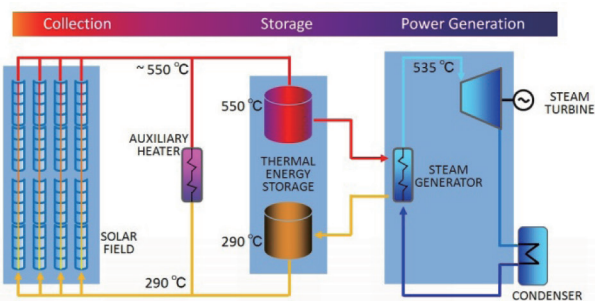 Collection
Storage
Power Generation
~ 550 °C
550 °C
535 °C
STEAM
TURBINE
AUXILIARY
HEATER
THERMAL
ENERGY
STORAGE
STEAM
GENERATOR
SOLAR
FIELD
290 °C
290 °C
CONDENSER